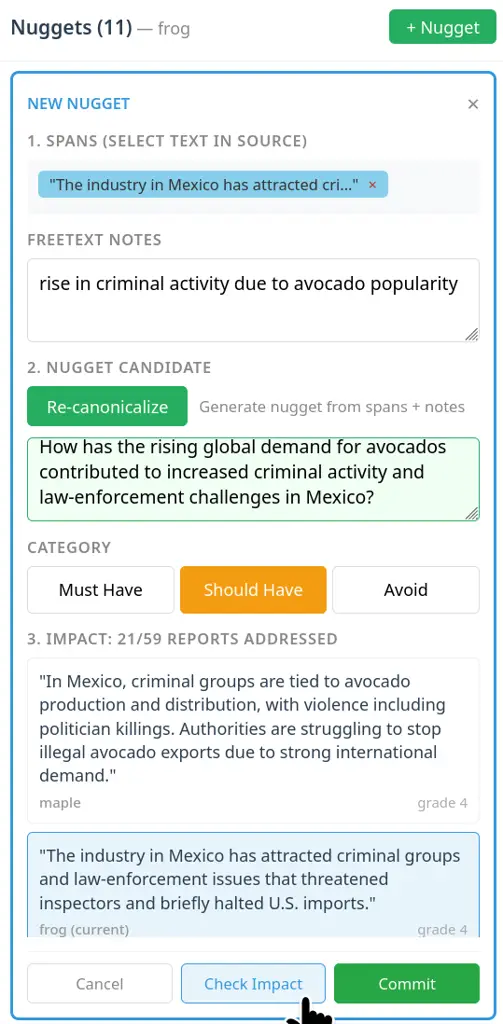 Nuggets (11) — frog
+ Nugget
NEW NUGGET ×
1. SPANS (SELECT TEXT IN SOURCE)
"The industry in Mexico has attracted cri..." ×
FREETEXT NOTES
rise in criminal activity due to avocado popularity
2. NUGGET CANDIDATE
Re-canonicalize Generate nugget from spans + notes
How has the rising global demand for avocados
contributed to increased criminal activity and
law-enforcement challenges in Mexico?
CATEGORY
Must Have Should Have Avoid
3. IMPACT: 21/59 REPORTS ADDRESSED
"In Mexico, criminal groups are tied to avocado
production and distribution, with violence including
politician killings. Authorities are struggling to stop
illegal avocado exports due to strong international
demand."
maple grade 4
"The industry in Mexico has attracted criminal groups
and law-enforcement issues that threatened
inspectors and briefly halted U.S. imports."
frog (current) grade 4
Cancel Check Impact Commit